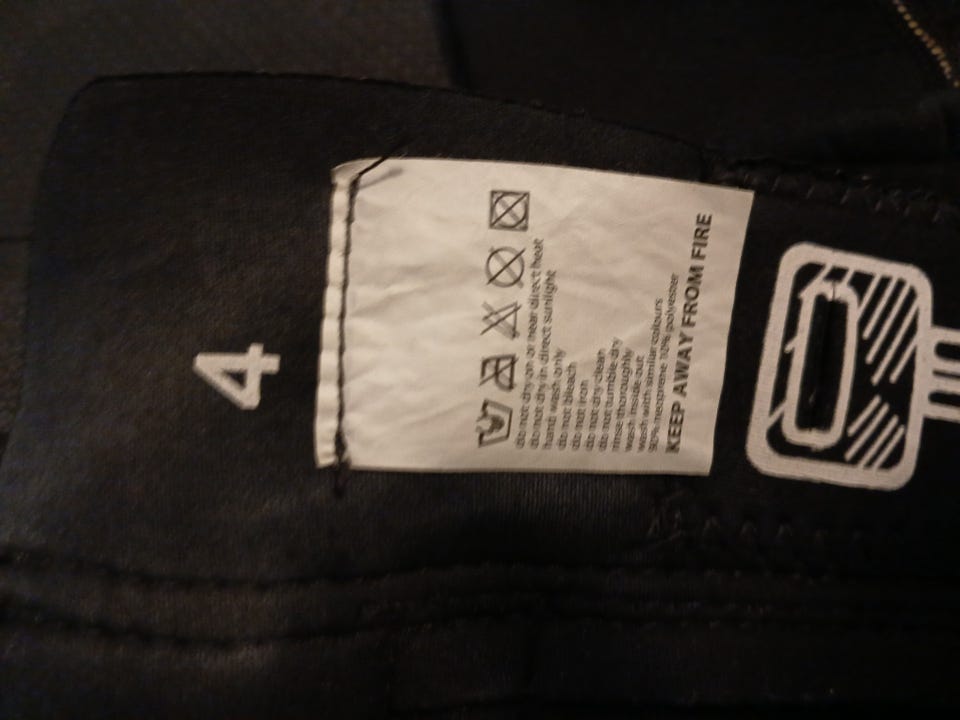 4
do not dry on or near direct heat
do not dry in direct sunlight
hand wash only
do not bleach
do not iron
do not dry clean
do not tumble dry
rinse thoroughly
wash inside out
wash with similar colours
90% neoprene 10% polyester
KEEP AWAY FROM FIRE